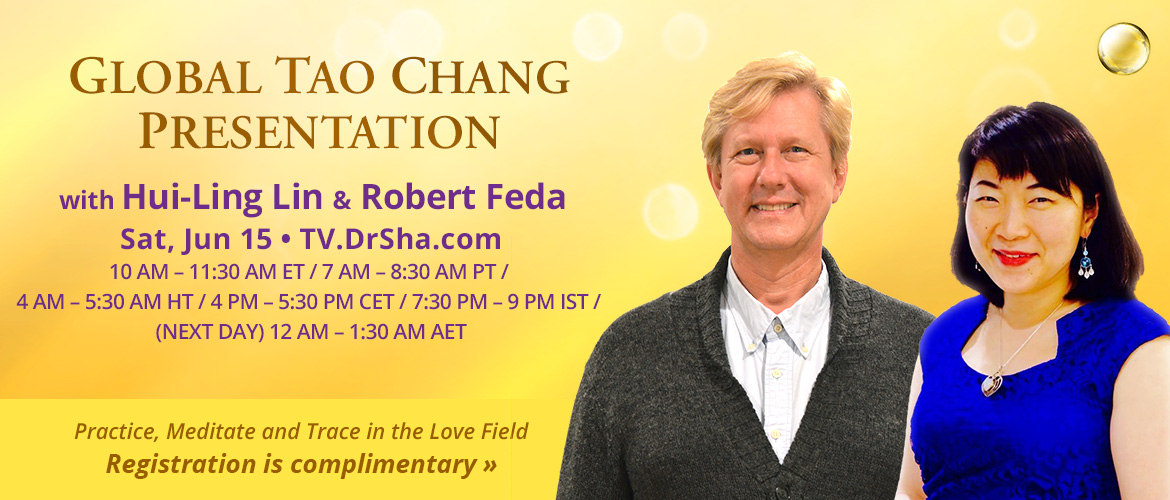 GLOBAL TAO CHANG
PRESENTATION
with Hui-Ling Lin & Robert Feda
Sat, Jun 15 • TV.DrSha.com
10 AM – 11:30 AM ET / 7 AM – 8:30 AM PT /
4 AM – 5:30 AM HT / 4 PM – 5:30 PM CET / 7:30 PM – 9 PM IST /
(NEXT DAY) 12 AM – 1:30 AM AET
Practice, Meditate and Trace in the Love Field
Registration is complimentary »